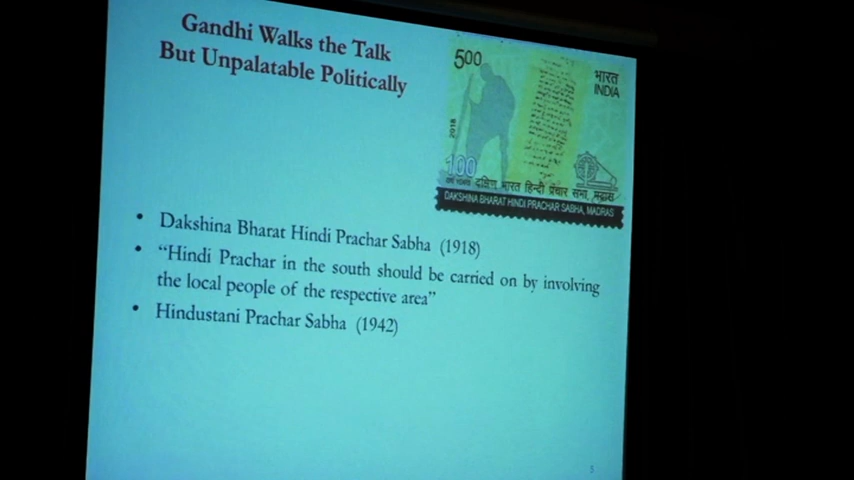 Gandhi Walks the Talk
But Unpalatable Politically
500
भारत
INDIA
2018
100
दक्षिण भारत हिन्दी प्रचार सभा, मद्रास
DAKSHINA BHARAT HINDI PRACHAR SABHA, MADRAS
• Dakshina Bharat Hindi Prachar Sabha (1918)
• “Hindi Prachar in the south should be carried on by involving
the local people of the respective area”
• Hindustani Prachar Sabha (1942)